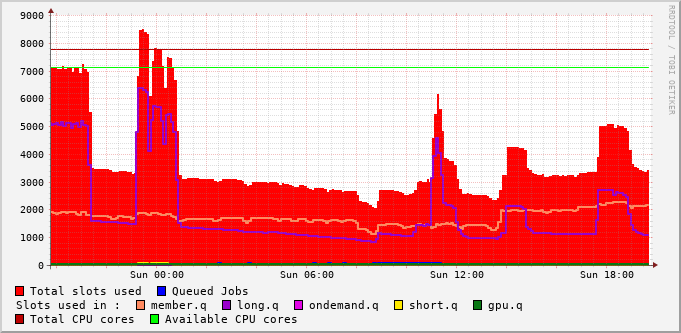 RRDTOOL / TOBI OETIKER
9000
8000
7000
6000
5000
4000
3000
2000
1000
0
Sun 00:00 Sun 06:00 Sun 12:00 Sun 18:00
Total slots used Queued Jobs
Slots used in : member.q long.q ondemand.q short.q gpu.q
Total CPU cores Available CPU cores